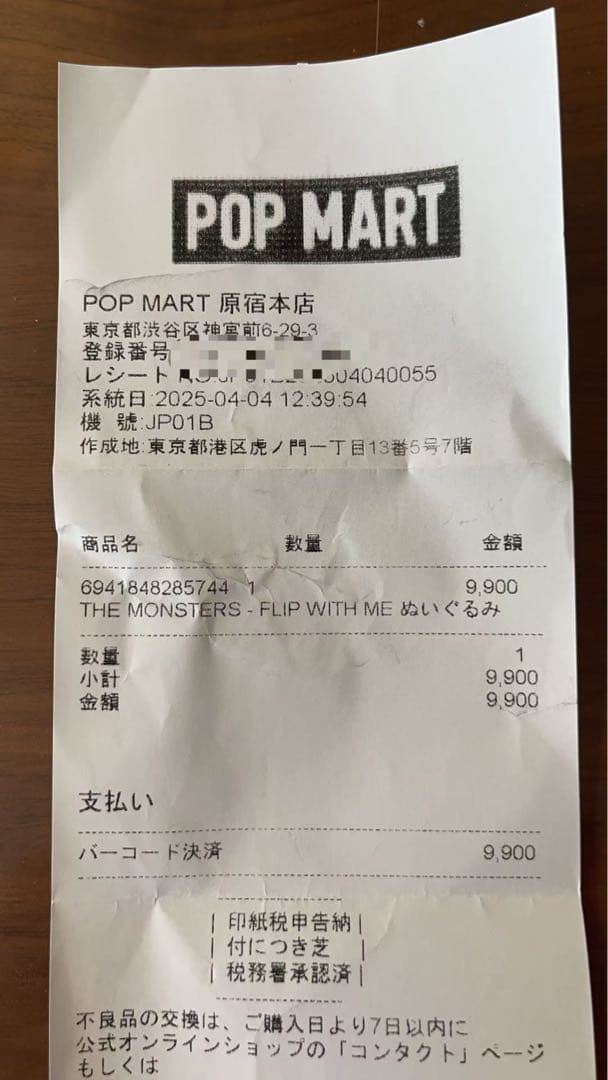 POP MART
POP MART 原宿本店
東京都渋谷区神宮前6-29-3
登録番号
レシート 504040055
系統日:2025-04-04 12:39:54
機 號:JP01B
作成地:東京都港区虎ノ門一丁目13番5号7階
商品名 数量 金額
6941848285744 1 9,900
THE MONSTERS - FLIP WITH ME ぬいぐるみ
数量 1
小計 9,900
金額 9,900
支払い
バーコード決済 9,900
印紙税申告納
付につき芝
税務署承認済
不良品の交換は、ご購入日より7日以内に
公式オンラインショップの「コンタクト」ページ
もしくは